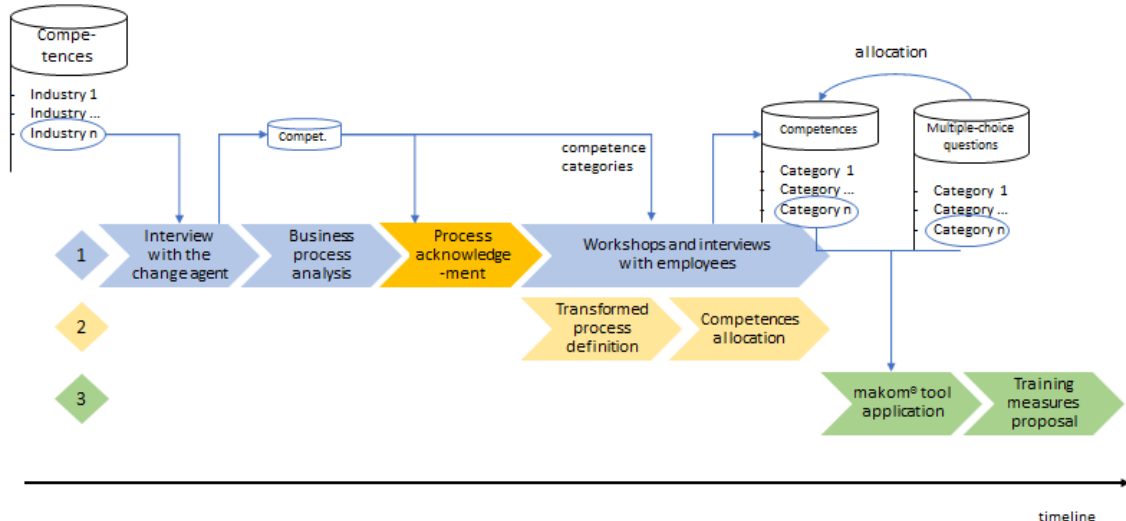 Compe-
tences
Industry 1
Industry ...
Industry n
Compet.
competence
categories
allocation
Competences
Category 1
Category ...
Category n
Multiple-choice
questions
Category 1
Category ...
Category n
1
Interview
with the
change agent
Business
process
analysis
Process
acknowledge
-ment
Workshops and interviews
with employees
2
Transformed
process
definition
Competences
allocation
3
makom® tool
application
Training
measures
proposal
timeline